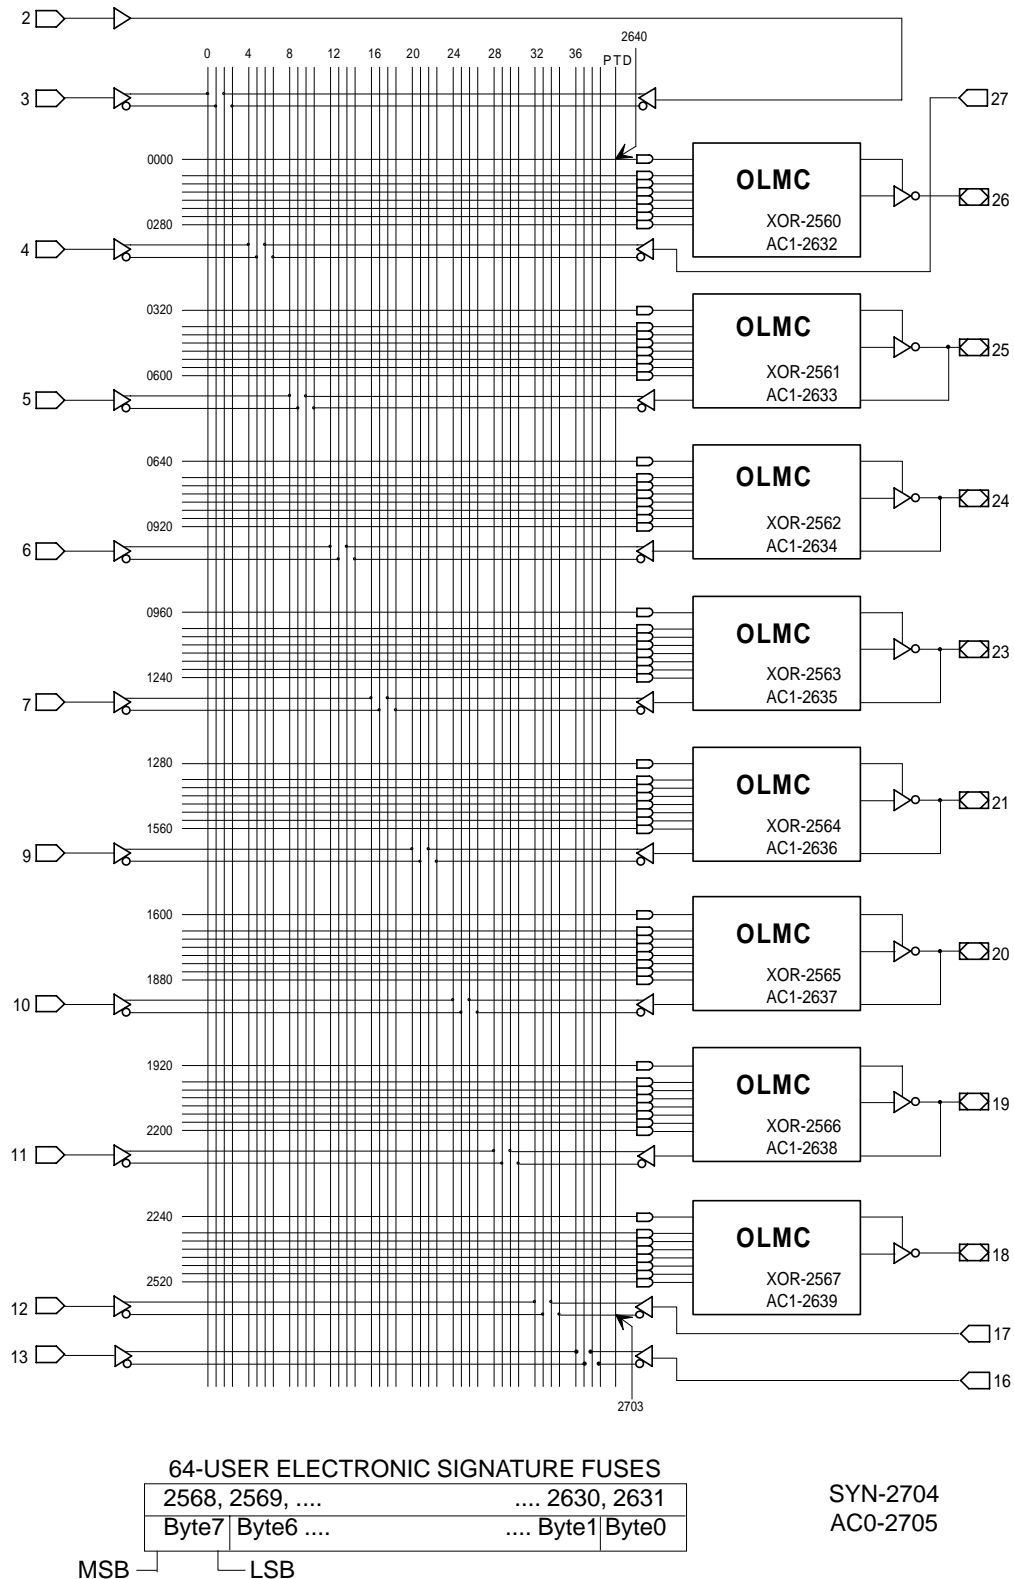 2
2640
0 4 8 12 16 20 24 28 32 36 PTD
3
27
0000
OLMC
26
XOR-2560
0280
AC1-2632
4
0320
OLMC
25
XOR-2561
0600
AC1-2633
5
0640
OLMC
24
XOR-2562
0920
AC1-2634
6
0960
OLMC
23
XOR-2563
1240
AC1-2635
7
1280
OLMC
21
XOR-2564
1560
AC1-2636
9
1600
OLMC
20
XOR-2565
1880
AC1-2637
10
1920
OLMC
19
XOR-2566
2200
AC1-2638
11
2240
OLMC
18
XOR-2567
2520
AC1-2639
12
17
13
16
2703
64-USER ELECTRONIC SIGNATURE FUSES
2568, 2569, .... .... 2630, 2631
Byte7 Byte6 .... .... Byte1 Byte0
MSB LSB
SYN-2704
AC0-2705